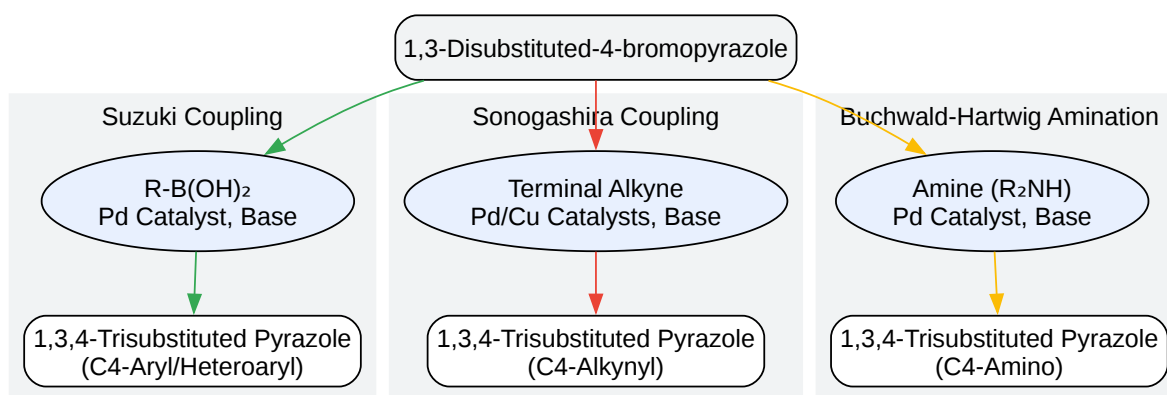 1,3-Disubstituted-4-bromopyrazole
Suzuki Coupling
R-B(OH)₂
Pd Catalyst, Base
1,3,4-Trisubstituted Pyrazole
(C4-Aryl/Heteroaryl)
Sonogashira Coupling
Terminal Alkyne
Pd/Cu Catalysts, Base
1,3,4-Trisubstituted Pyrazole
(C4-Alkynyl)
Buchwald-Hartwig Amination
Amine (R₂NH)
Pd Catalyst, Base
1,3,4-Trisubstituted Pyrazole
(C4-Amino)